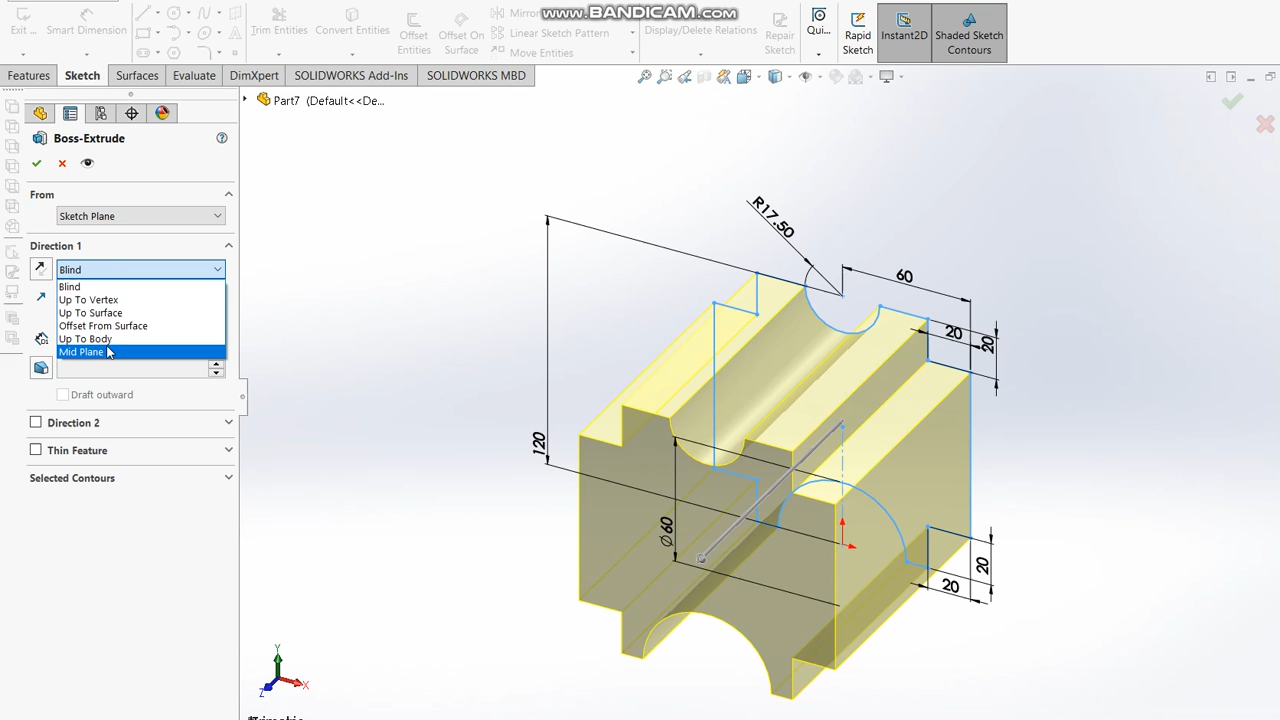 www.BANDICAM.com
Exit ...
Smart Dimension
Trim Entities
Convert Entities
Offset Entities
Offset On Surface
Mirror
Linear Sketch Pattern
Move Entities
Display/Delete Relations
Repair Sketch
Qui...
Rapid Sketch
Instant2D
Shaded Sketch Contours
Features
Sketch
Surfaces
Evaluate
DimXpert
SOLIDWORKS Add-Ins
SOLIDWORKS MBD
Part7 (Default<<De...
Boss-Extrude
From
Sketch Plane
Direction 1
Blind
Blind
Up To Vertex
Up To Surface
Offset From Surface
Up To Body
Mid Plane
Draft outward
Direction 2
Thin Feature
Selected Contours
R17.50
60
20
20
120
Ø60
20
20
Y
X
Z